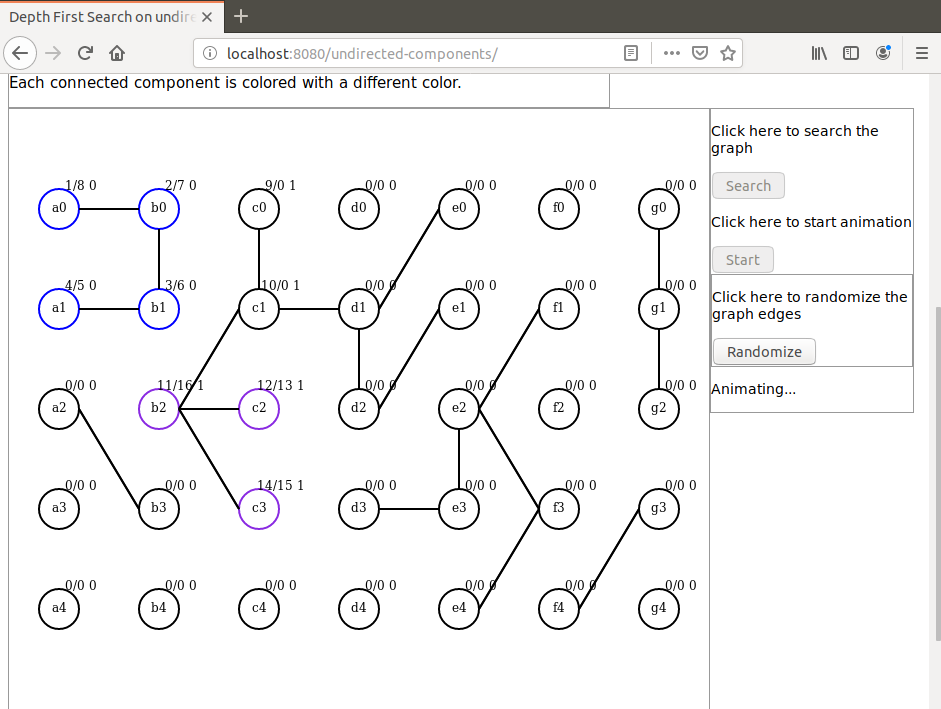 Depth First Search on undire
localhost:8080/undirected-components/
Each connected component is colored with a different color.
Click here to search the
graph
Search
Click here to start animation
Start
Click here to randomize the
graph edges
Randomize
Animating...
1/8 0 2/7 0 9/0 1 0/0 0 0/0 0 0/0 0 0/0 0
a0 b0 c0 d0 e0 f0 g0
4/5 0 3/6 0 10/0 1 0/0 0 0/0 0 0/0 0 0/0 0
a1 b1 c1 d1 e1 f1 g1
0/0 0 11/16 1 12/13 1 0/0 0 0/0 0 0/0 0 0/0 0
a2 b2 c2 d2 e2 f2 g2
0/0 0 0/0 0 14/15 1 0/0 0 0/0 0 0/0 0 0/0 0
a3 b3 c3 d3 e3 f3 g3
0/0 0 0/0 0 0/0 0 0/0 0 0/0 0 0/0 0 0/0 0
a4 b4 c4 d4 e4 f4 g4